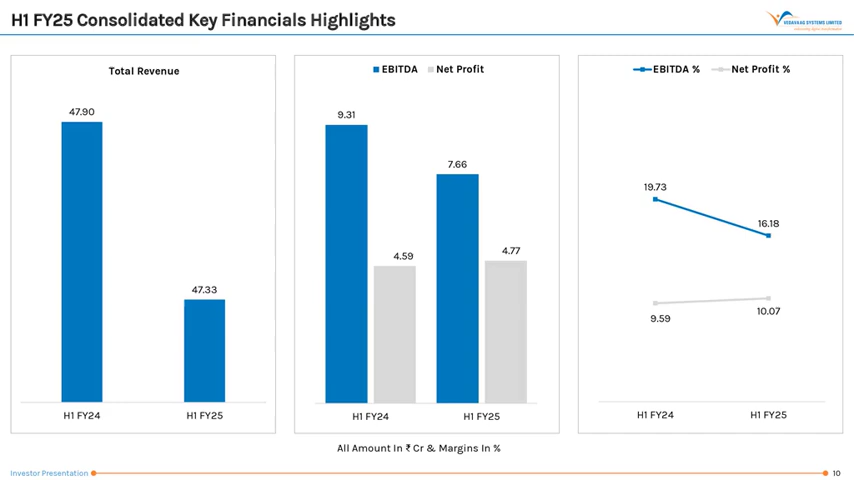 H1 FY25 Consolidated Key Financials Highlights
VEDAVAAG SYSTEMS LIMITED
Total Revenue
47.90
47.33
H1 FY24
H1 FY25
EBITDA
Net Profit
9.31
4.59
7.66
4.77
H1 FY24
H1 FY25
EBITDA %
Net Profit %
19.73
16.18
9.59
10.07
H1 FY24
H1 FY25
All Amount In ₹ Cr & Margins In %
Investor Presentation
10